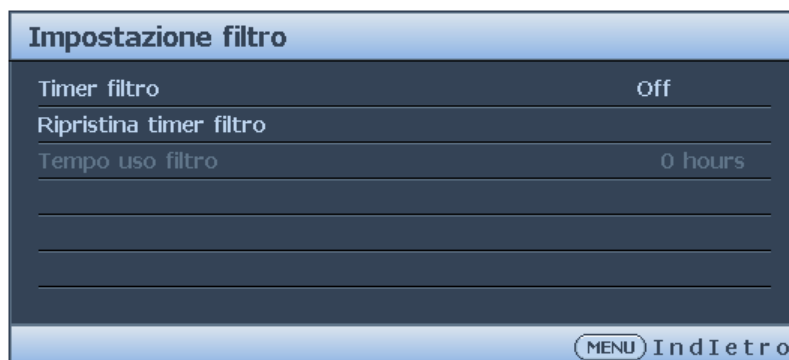 Impostazione filtro
Timer filtro Off
Ripristina timer filtro
Tempo uso filtro 0 hours
MENU IndIetro